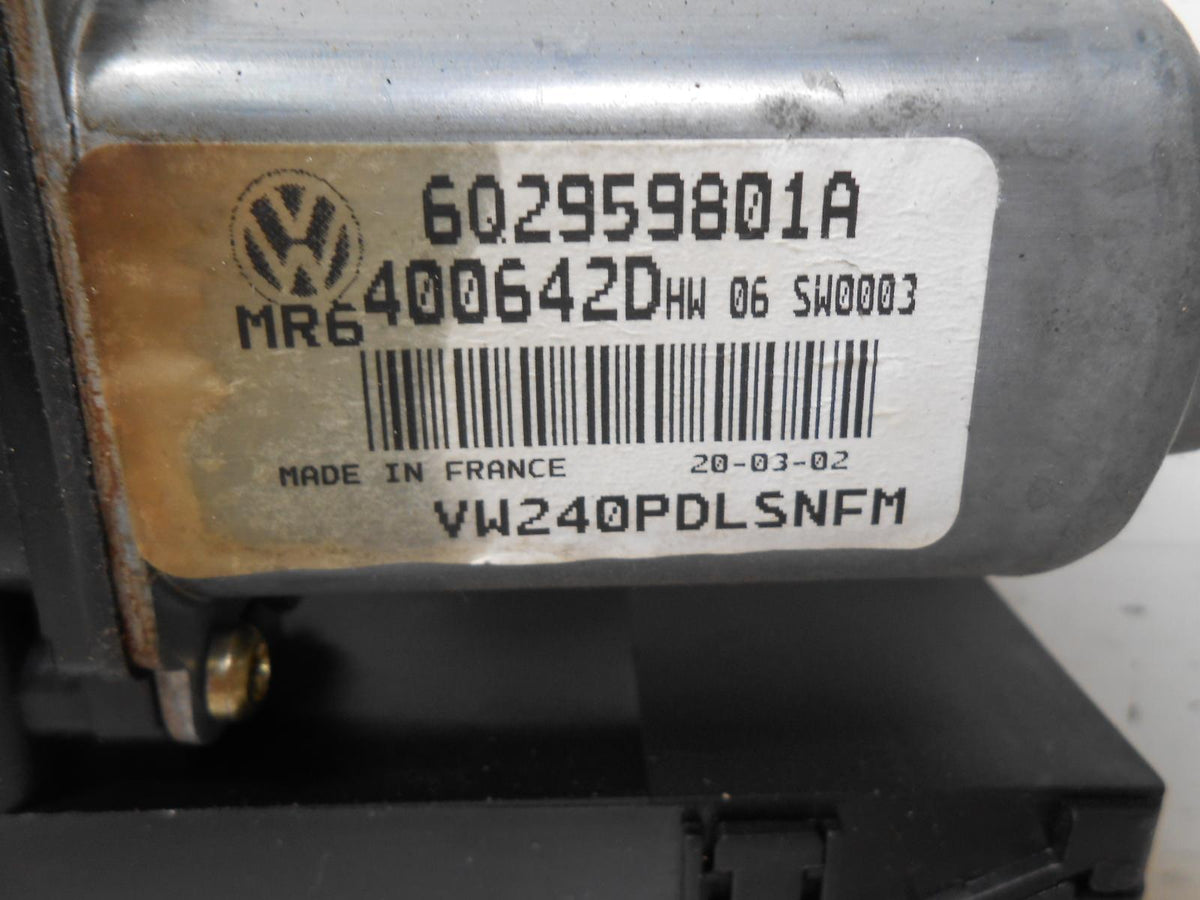 6Q2959801A
MR6400642D HW 06 SW0003
MADE IN FRANCE 20-03-02
VW240PDLSNFM